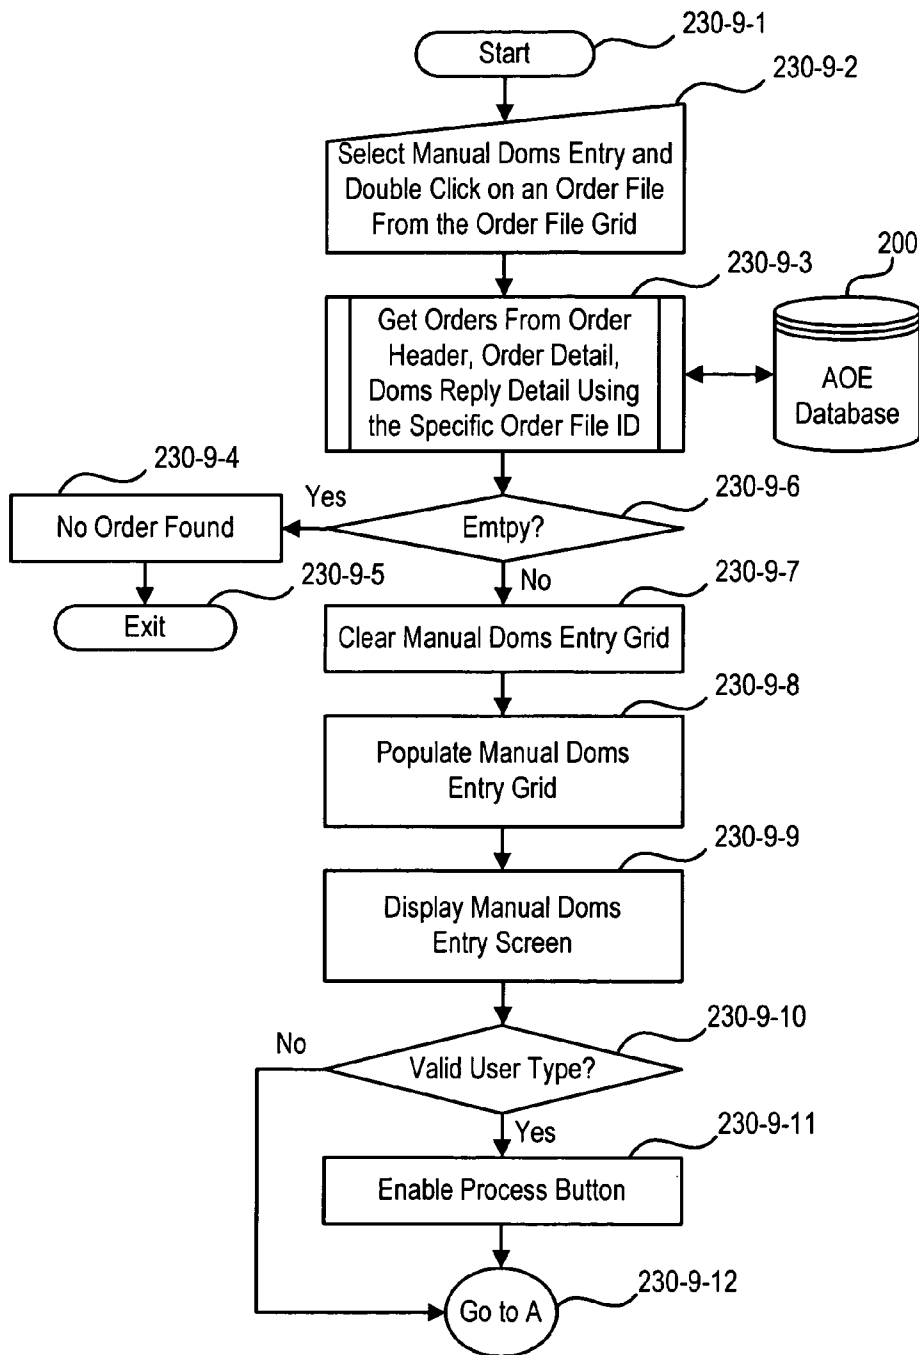 230-9-1
Start
230-9-2
Select Manual Doms Entry and
Double Click on an Order File
From the Order File Grid
230-9-3
200
Get Orders From Order
Header, Order Detail,
Doms Reply Detail Using
the Specific Order File ID
AOE
Database
230-9-4
Yes
230-9-6
No Order Found
Emtpy?
230-9-5
No
230-9-7
Exit
Clear Manual Doms Entry Grid
230-9-8
Populate Manual Doms
Entry Grid
230-9-9
Display Manual Doms
Entry Screen
230-9-10
No
Valid User Type?
Yes
230-9-11
Enable Process Button
230-9-12
Go to A